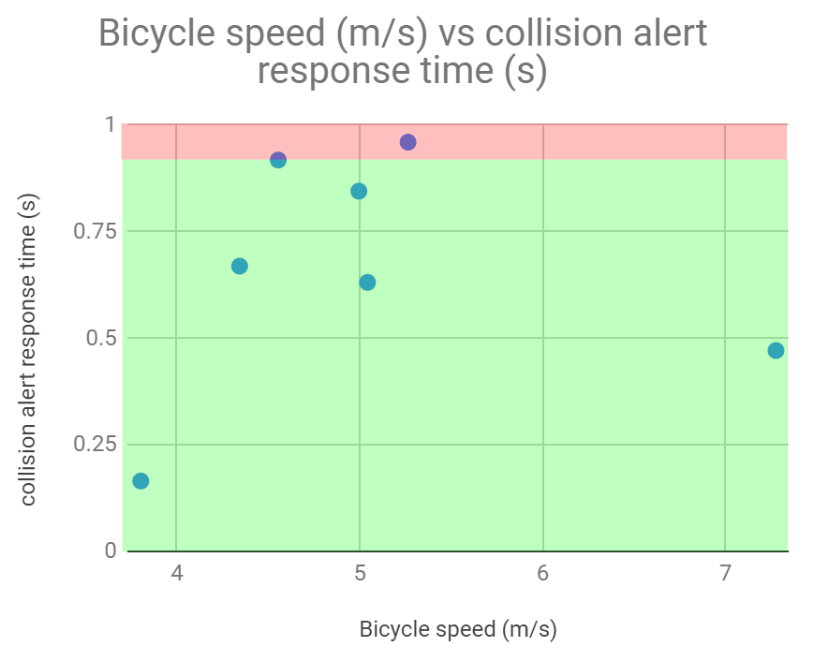 Bicycle speed (m/s) vs collision alert
response time (s)
collision alert response time (s)
1
0.75
0.5
0.25
0
4 5 6 7
Bicycle speed (m/s)